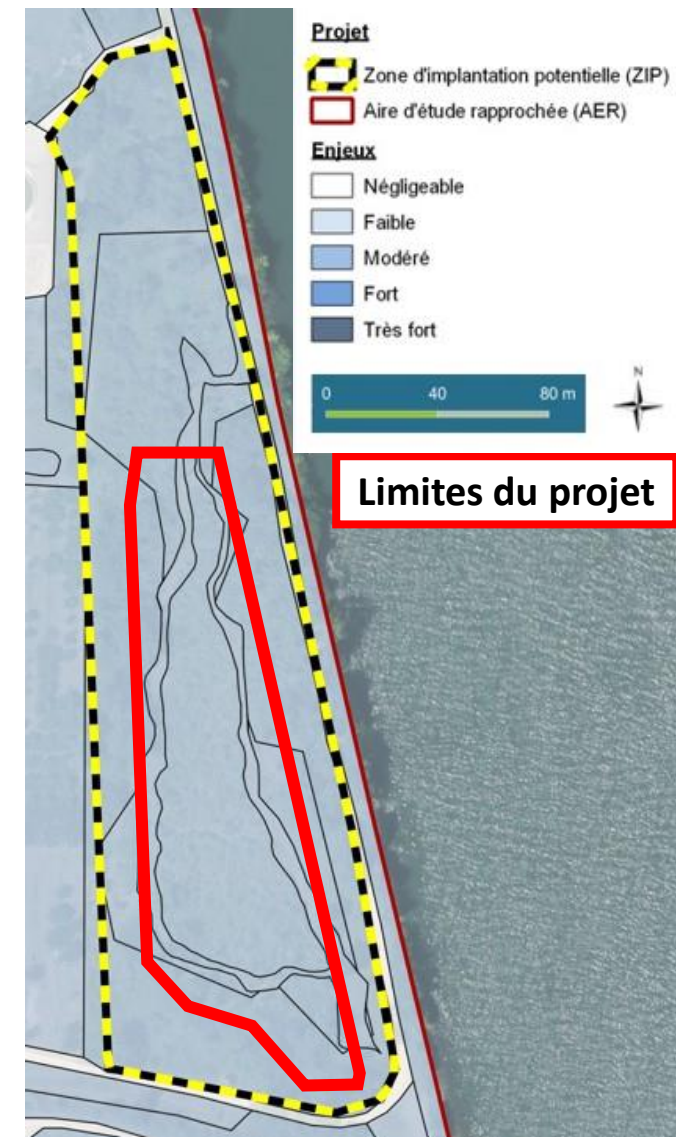 Projet
Zone d'implantation potentielle (ZIP)
Aire d'étude rapprochée (AER)
Enjeux
Négligeable
Faible
Modéré
Fort
Très fort
0 40 80 m
N
Limites du projet